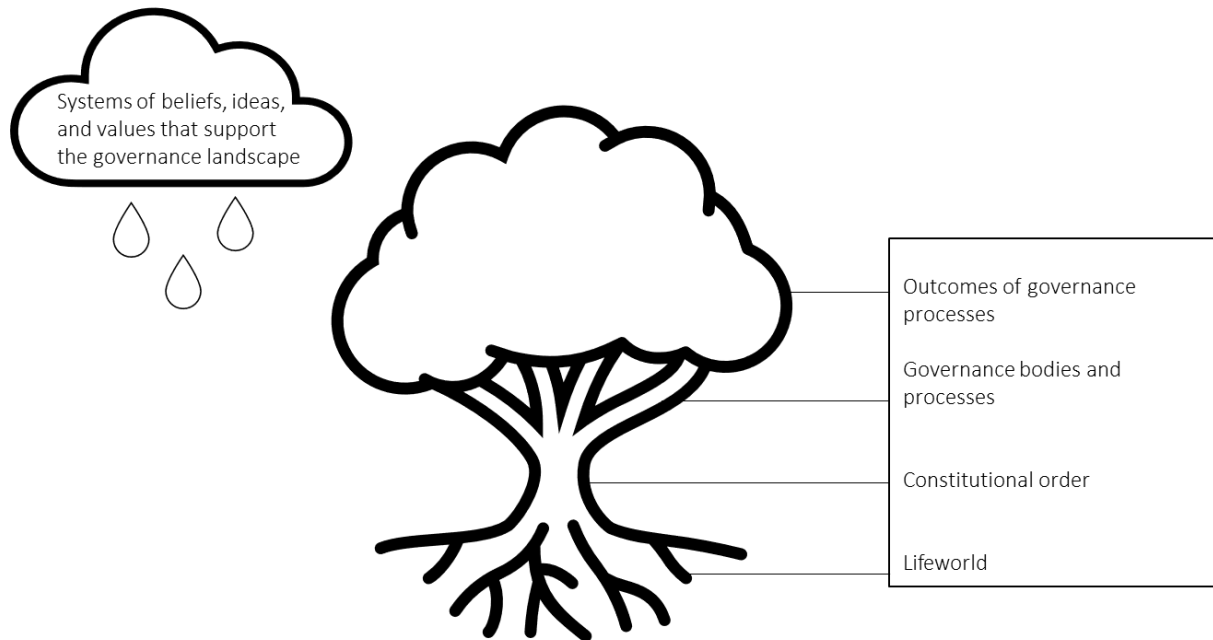 Systems of beliefs, ideas,
and values that support
the governance landscape
Outcomes of governance
processes
Governance bodies and
processes
Constitutional order
Lifeworld